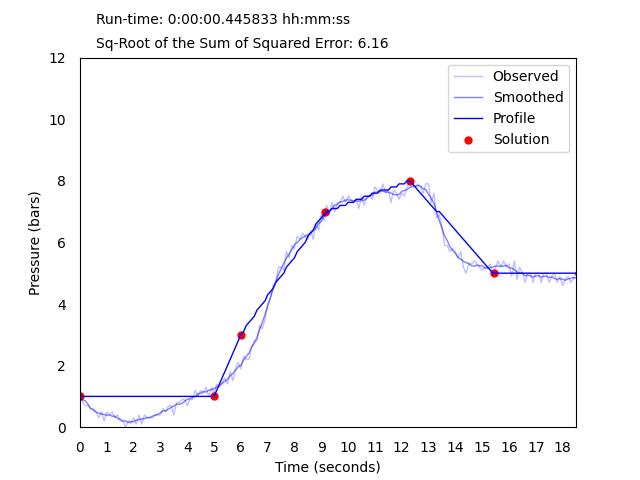 Run-time: 0:00:00.445833 hh:mm:ss
Sq-Root of the Sum of Squared Error: 6.16
12
10
8
6
4
2
0
Pressure (bars)
Observed
Smoothed
Profile
Solution
0 1 2 3 4 5 6 7 8 9 10 11 12 13 14 15 16 17 18
Time (seconds)